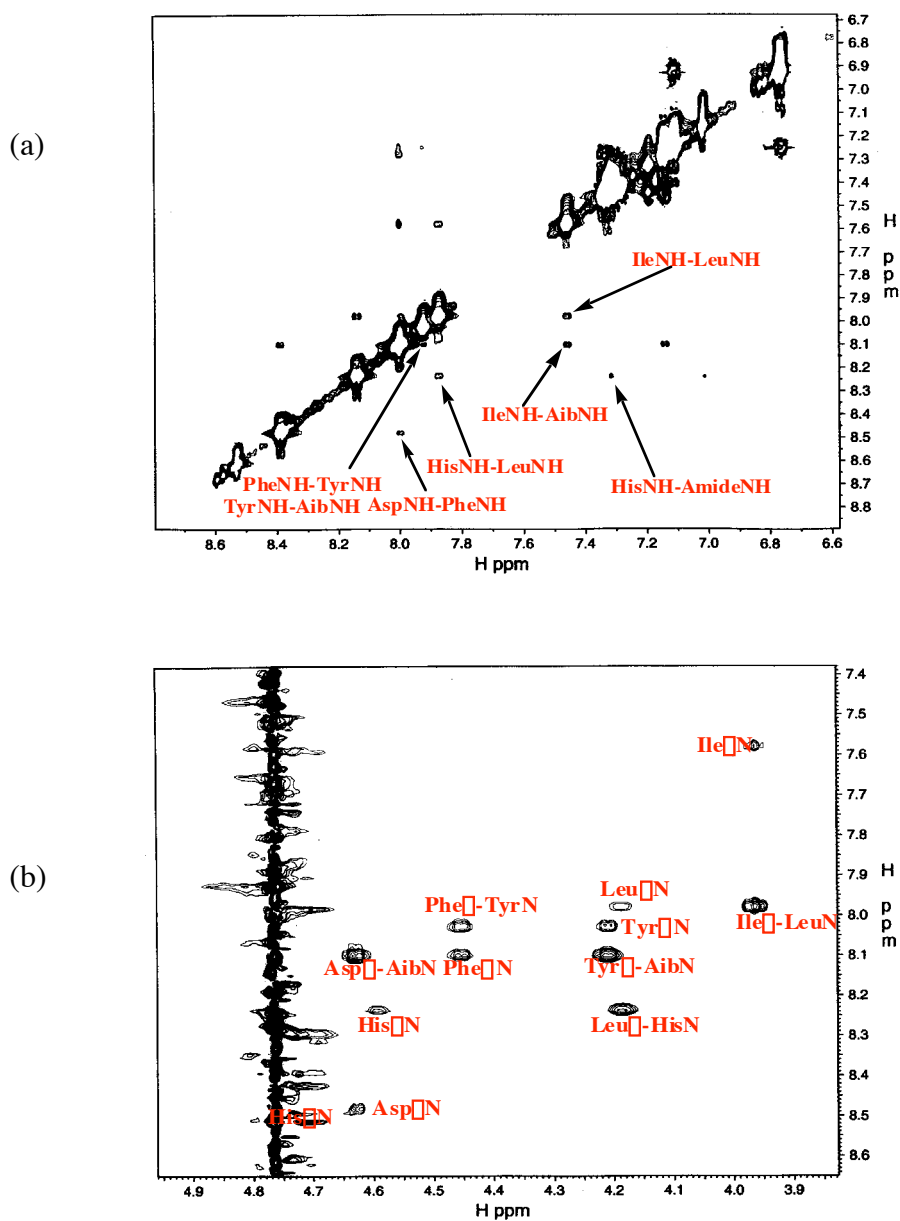 (a)
6.7
6.8
6.9
7.0
7.1
7.2
7.3
7.4
7.5
7.6
7.7
7.8
7.9
8.0
8.1
8.2
8.3
8.4
8.5
8.6
8.7
8.8
H
p
p
m
IleNH-LeuNH
IleNH-AibNH
HisNH-LeuNH
PheNH-TyrNH
HisNH-AmideNH
TyrNH-AibNH AspNH-PheNH
8.6 8.4 8.2 8.0 7.8 7.6 7.4 7.2 7.0 6.8 6.6
H ppm
(b)
7.4
7.5
7.6
7.7
7.8
7.9
8.0
8.1
8.2
8.3
8.4
8.5
8.6
H
p
p
m
Ile□N
Leu□N
Phe□-TyrN
Tyr□N
Ile□-LeuN
Asp□-AibN
Phe□N
Tyr□-AibN
His□N
Leu□-HisN
Asp□N
His□N
4.9 4.8 4.7 4.6 4.5 4.4 4.3 4.2 4.1 4.0 3.9
H ppm